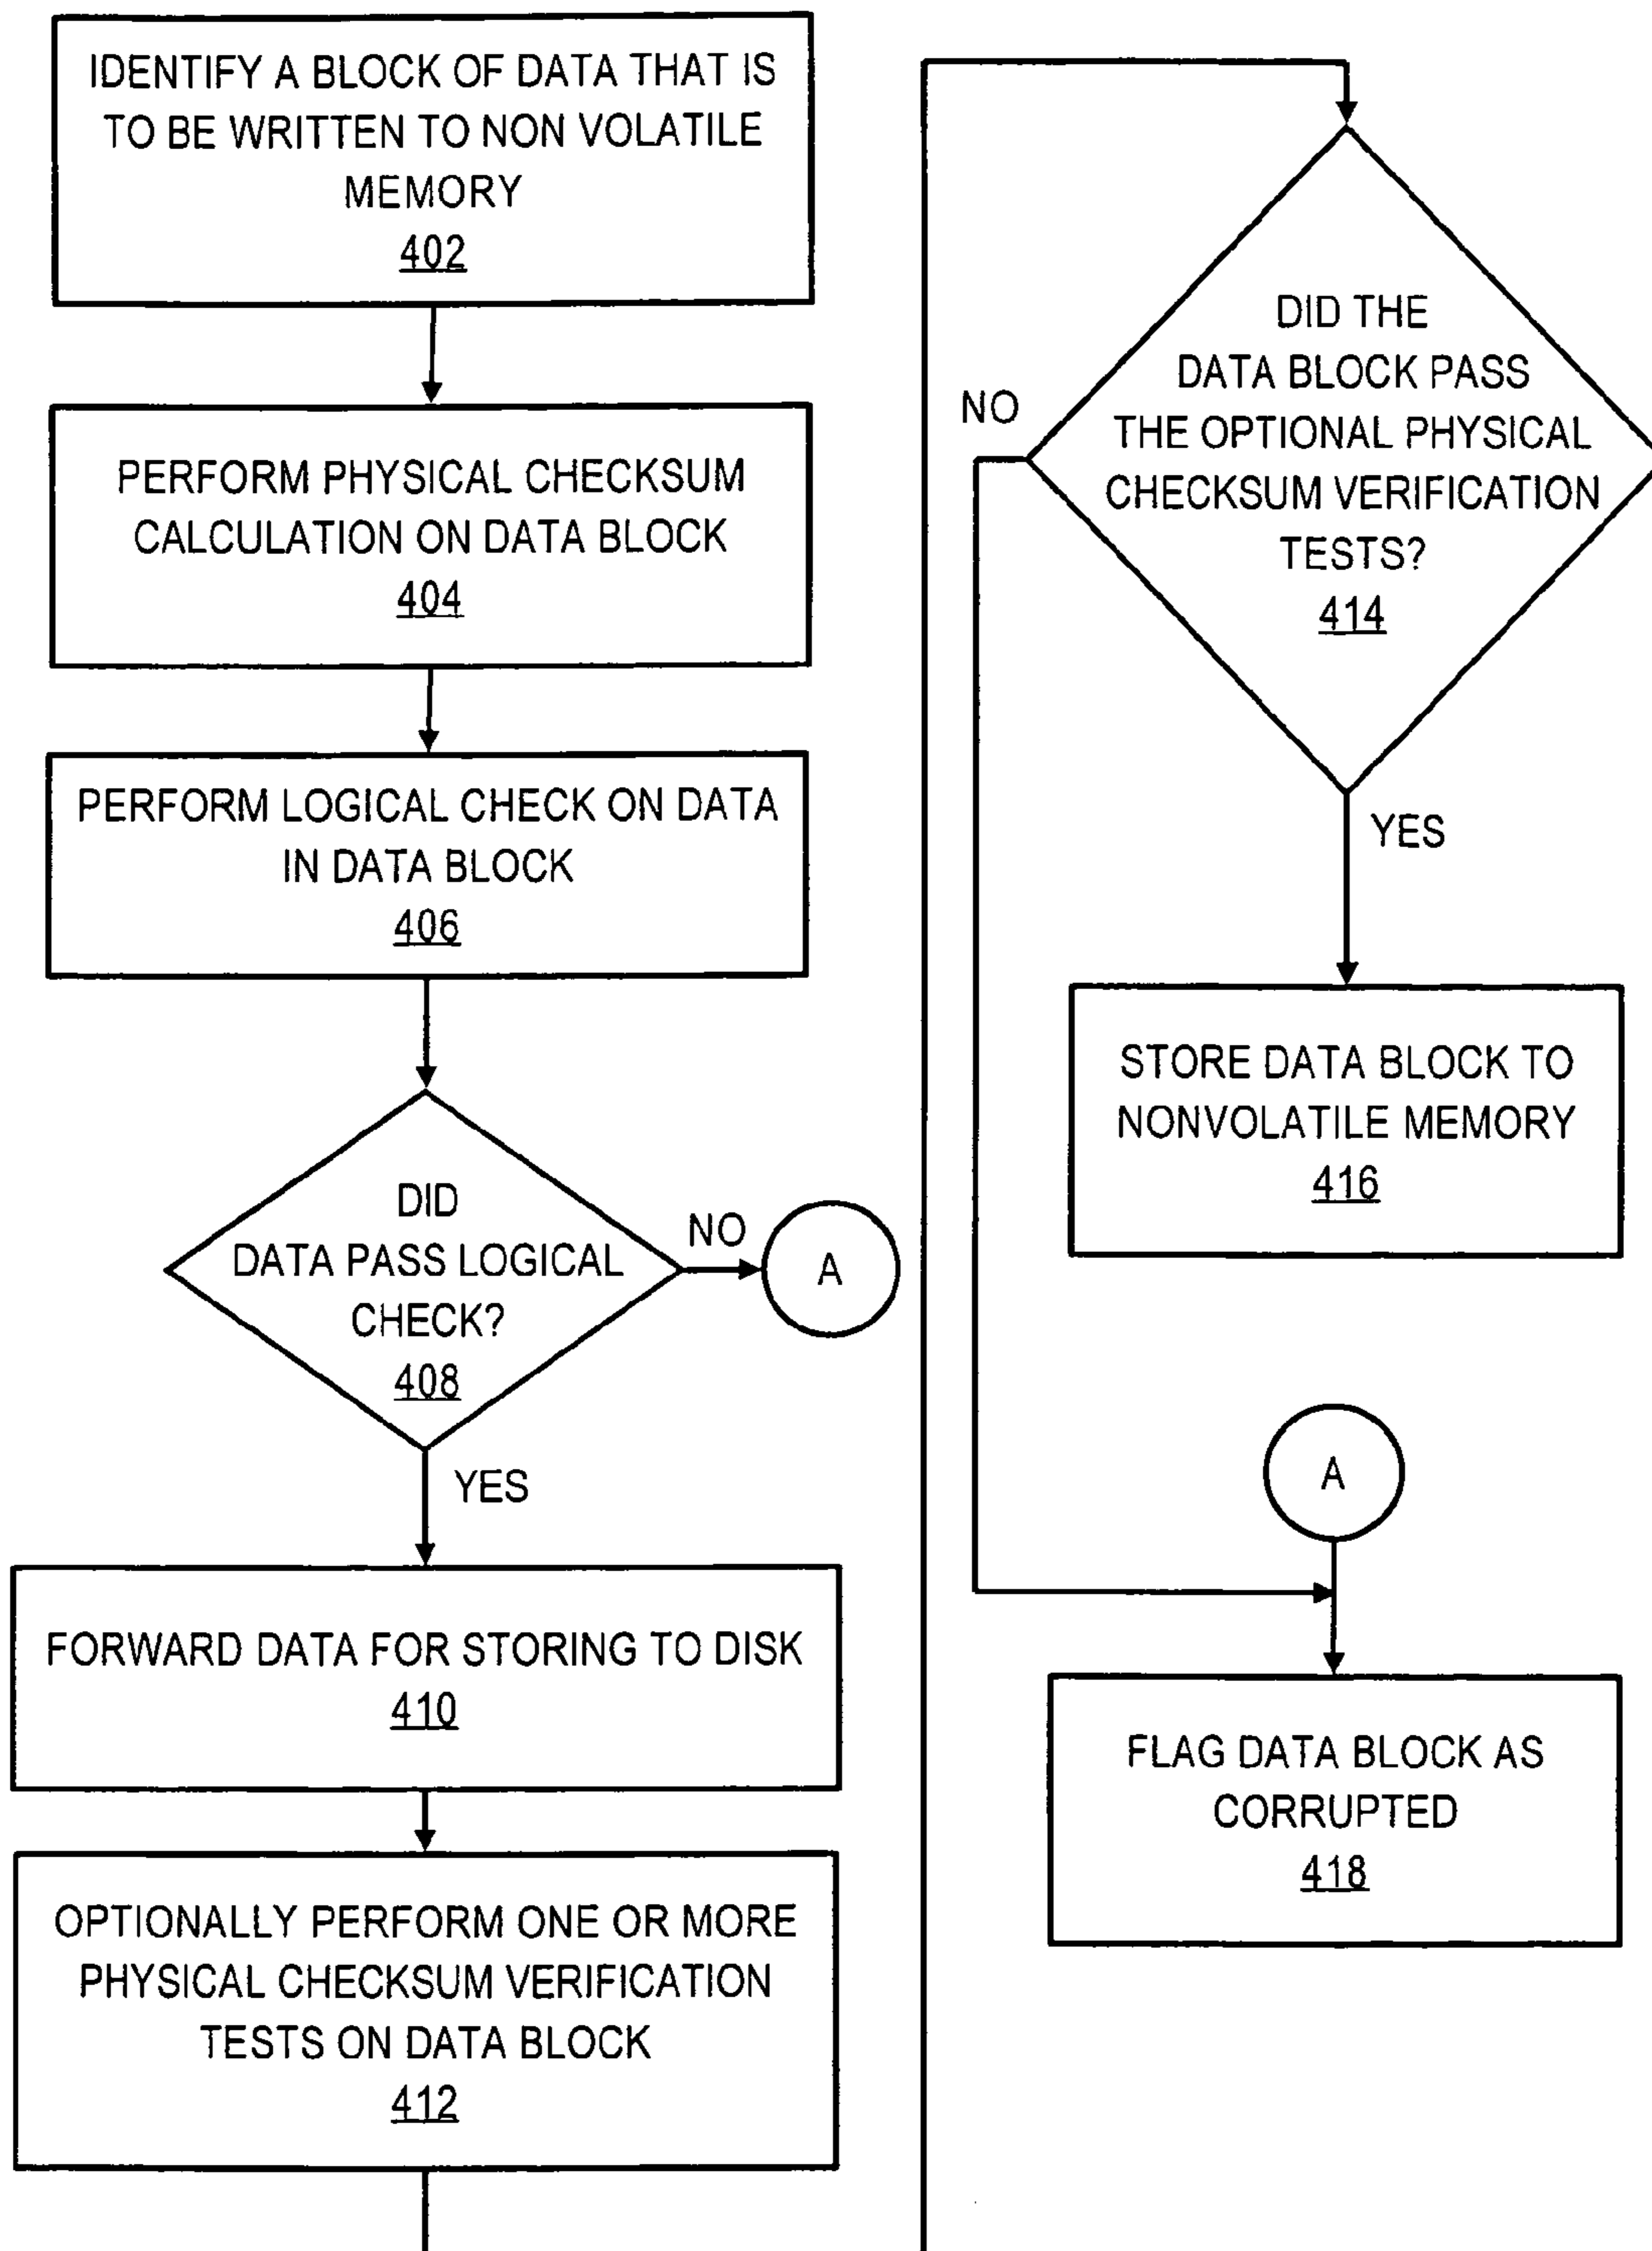 IDENTIFY A BLOCK OF DATA THAT IS
TO BE WRITTEN TO NON VOLATILE
MEMORY
402
PERFORM PHYSICAL CHECKSUM
CALCULATION ON DATA BLOCK
404
PERFORM LOGICAL CHECK ON DATA
IN DATA BLOCK
406
DID
DATA PASS LOGICAL
CHECK?
408
NO
A
YES
FORWARD DATA FOR STORING TO DISK
410
OPTIONALLY PERFORM ONE OR MORE
PHYSICAL CHECKSUM VERIFICATION
TESTS ON DATA BLOCK
412
DID THE
DATA BLOCK PASS
THE OPTIONAL PHYSICAL
CHECKSUM VERIFICATION
TESTS?
414
NO
YES
STORE DATA BLOCK TO
NONVOLATILE MEMORY
416
A
FLAG DATA BLOCK AS
CORRUPTED
418